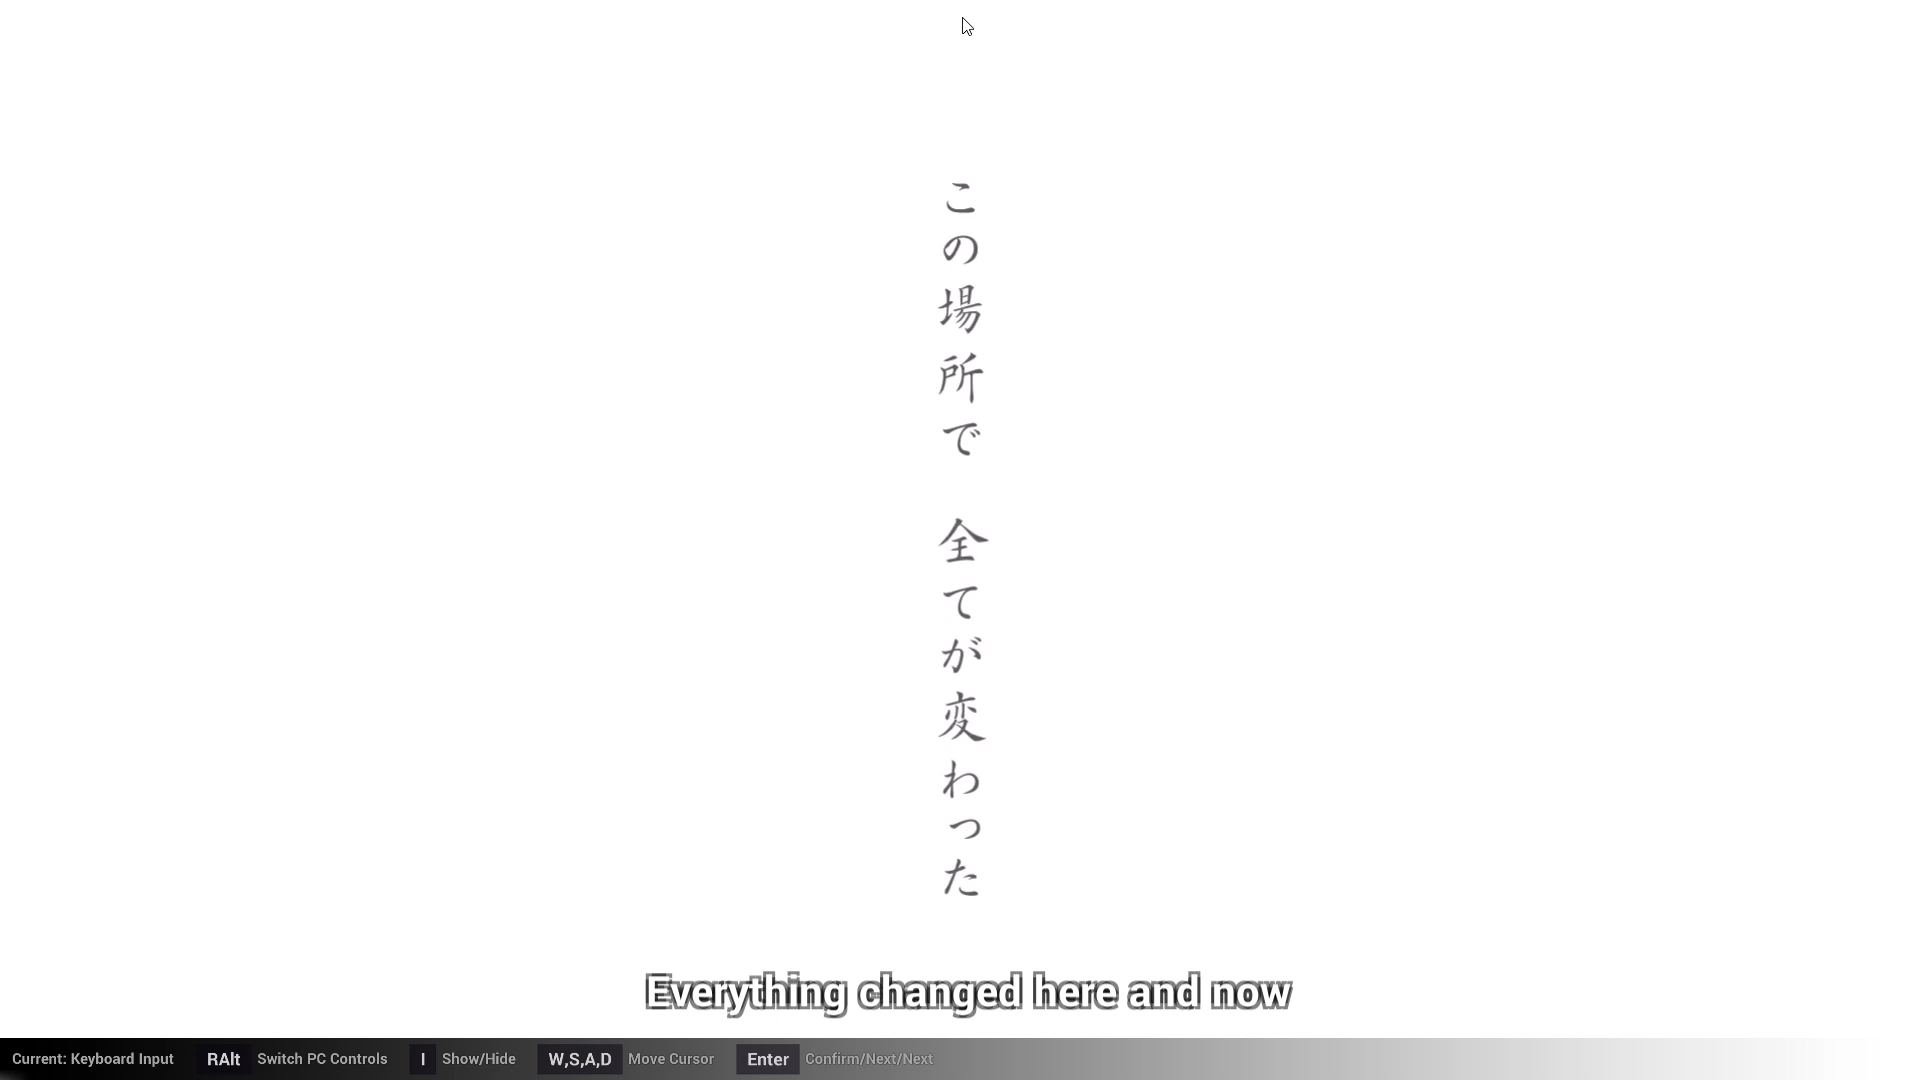 この場所で　全てが変わった
Everything changed here and now
Current: Keyboard Input RAlt Switch PC Controls I Show/Hide W,S,A,D Move Cursor Enter Confirm/Next/Next